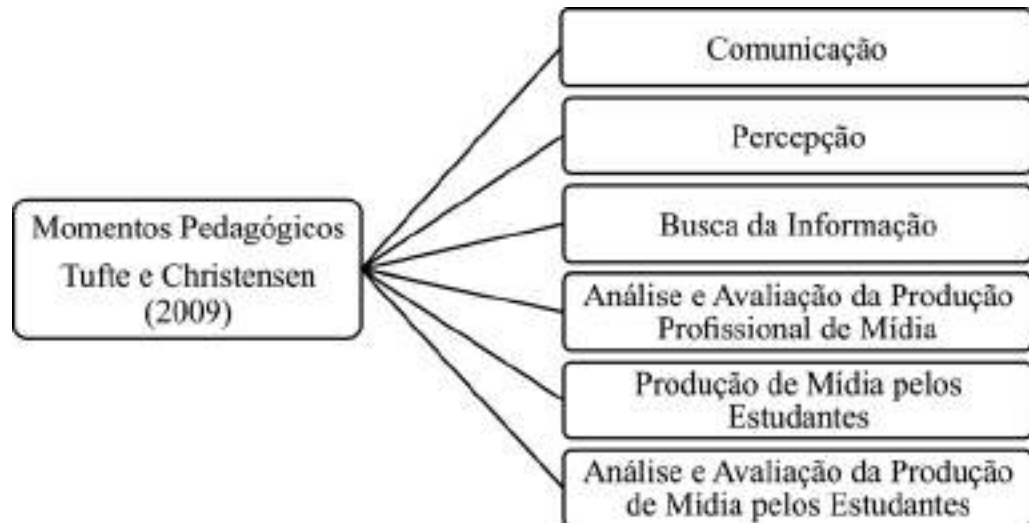 Momentos Pedagógicos
Tufte e Christensen
(2009)
Comunicação
Percepção
Busca da Informação
Análise e Avaliação da Produção
Profissional de Mídia
Produção de Mídia pelos
Estudantes
Análise e Avaliação da Produção
de Mídia pelos Estudantes